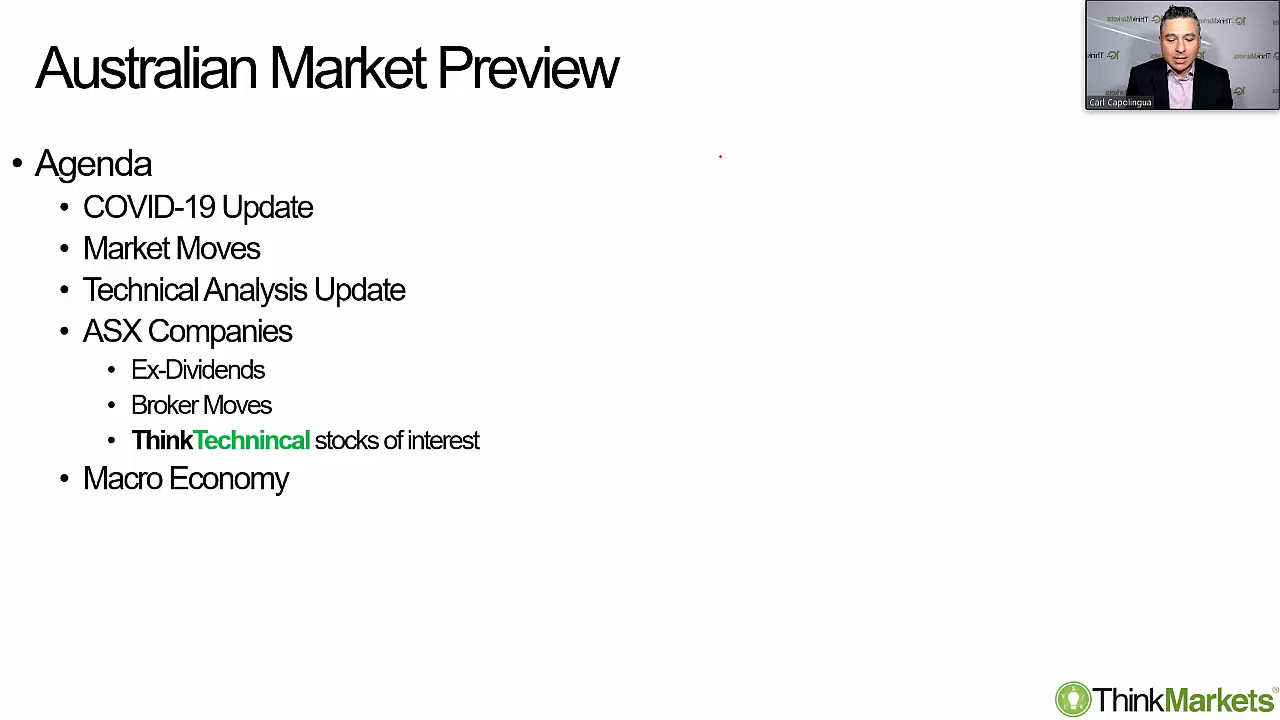 Australian Market Preview
Carl Capolingua
• Agenda
• COVID-19 Update
• Market Moves
• Technical Analysis Update
• ASX Companies
• Ex-Dividends
• Broker Moves
• ThinkTechnincal stocks of interest
• Macro Economy
ThinkMarkets®